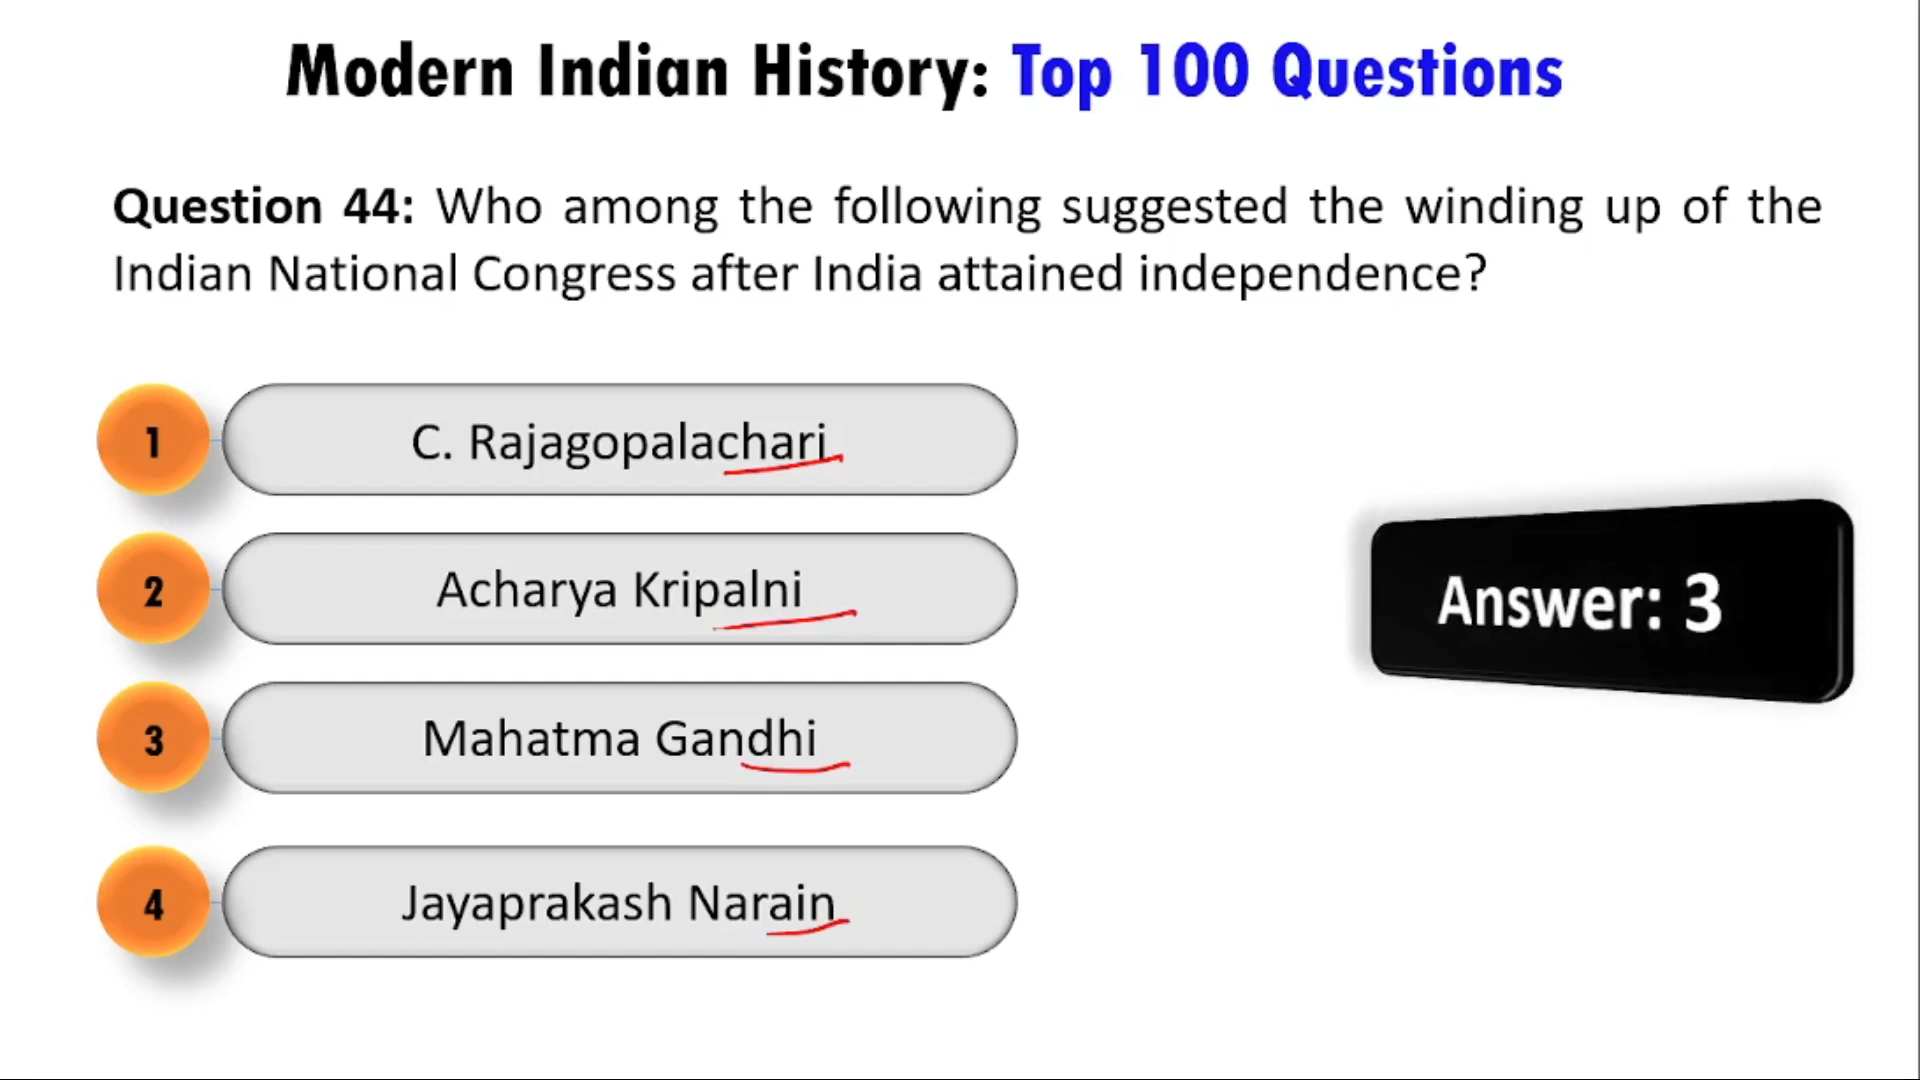 Modern Indian History: Top 100 Questions
Question 44: Who among the following suggested the winding up of the
Indian National Congress after India attained independence?
1 C. Rajagopalachari
2 Acharya Kripalni
3 Mahatma Gandhi
4 Jayaprakash Narain
Answer: 3